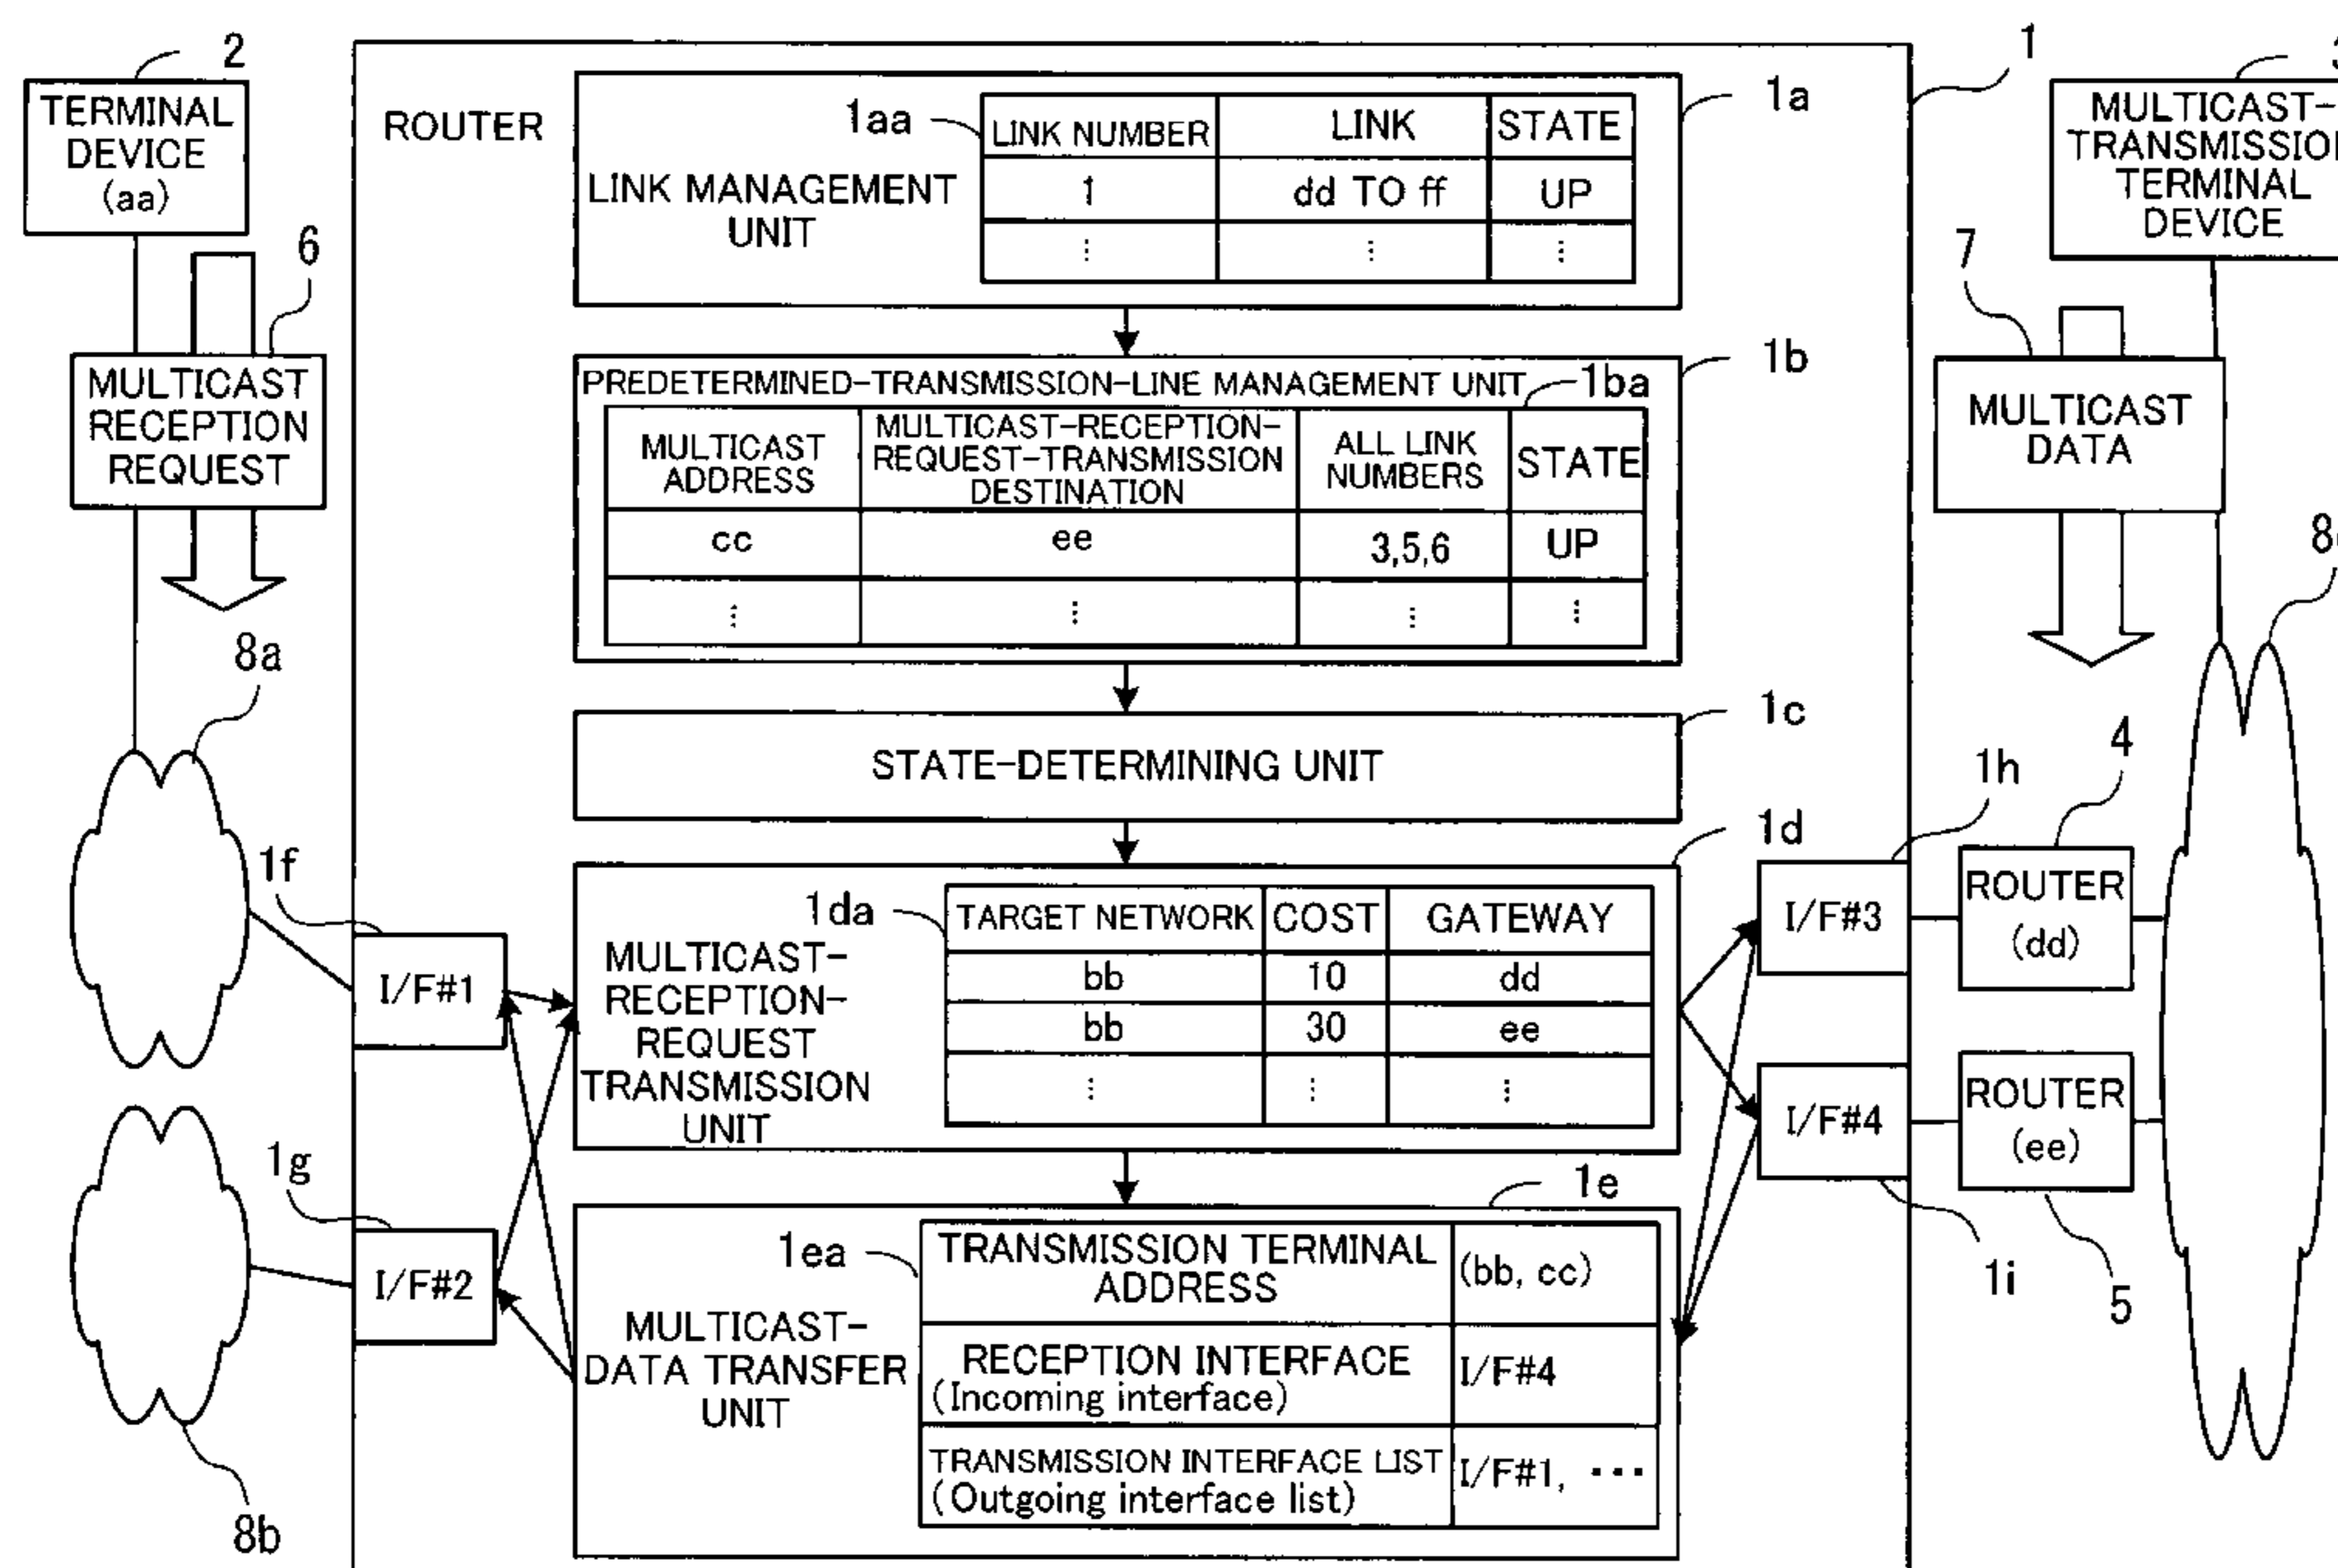 2
TERMINAL
DEVICE
(aa)
6
MULTICAST
RECEPTION
REQUEST
8a
8b
ROUTER
1
1a
LINK MANAGEMENT
UNIT
1aa
LINK NUMBER LINK STATE
1 dd TO ff UP
⋮ ⋮ ⋮
1b
PREDETERMINED-TRANSMISSION-LINE MANAGEMENT UNIT
1ba
MULTICAST
ADDRESS
MULTICAST-RECEPTION-
REQUEST-TRANSMISSION
DESTINATION
ALL LINK
NUMBERS
STATE
cc ee 3,5,6 UP
⋮ ⋮ ⋮ ⋮
1c
STATE-DETERMINING UNIT
1d
MULTICAST-
RECEPTION-
REQUEST
TRANSMISSION
UNIT
1da
TARGET NETWORK COST GATEWAY
bb 10 dd
bb 30 ee
⋮ ⋮ ⋮
1e
MULTICAST-
DATA TRANSFER
UNIT
1ea
TRANSMISSION TERMINAL
ADDRESS
(bb, cc)
RECEPTION INTERFACE
(Incoming interface)
I/F#4
TRANSMISSION INTERFACE LIST
(Outgoing interface list)
I/F#1, ･･･
1f
I/F#1
1g
I/F#2
1h
I/F#3
1i
I/F#4
MULTICAST-
TRANSMISSION
TERMINAL
DEVICE
7
MULTICAST
DATA
4
ROUTER
(dd)
ROUTER
(ee)
5